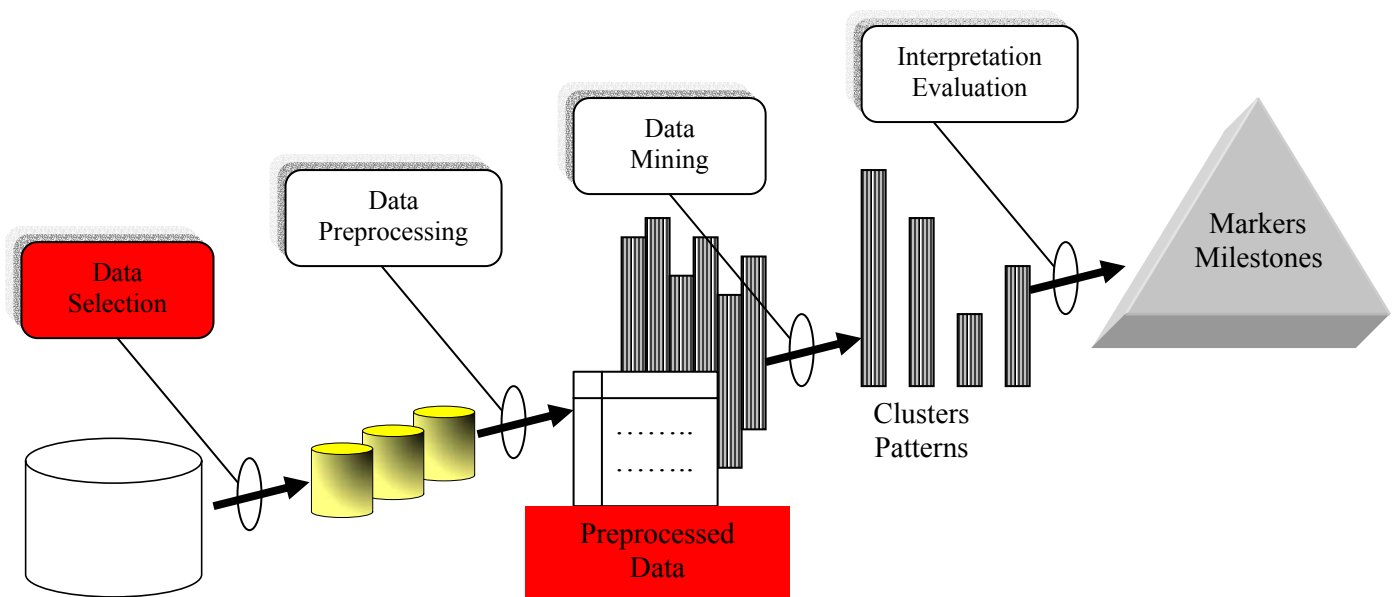 Data
Selection
Data
Preprocessing
Data
Mining
Interpretation
Evaluation
Preprocessed
Data
Clusters
Patterns
Markers
Milestones